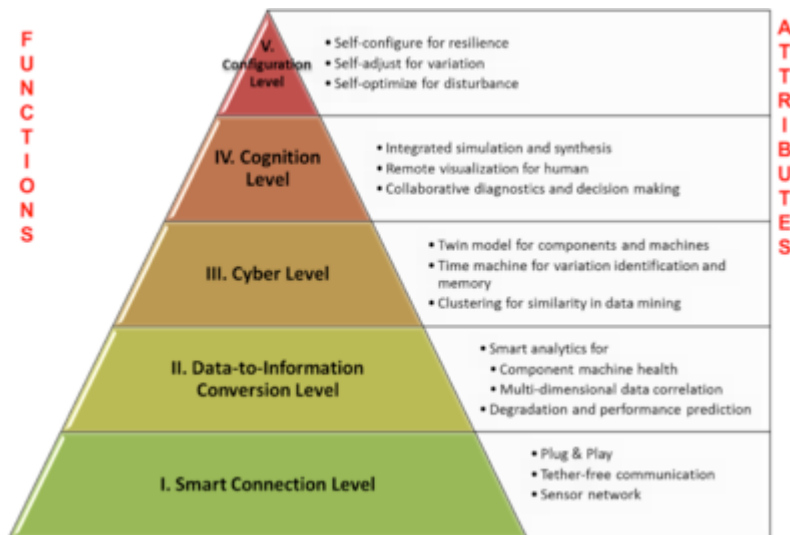 FUNCTIONS
ATTRIBUTES
V.
Configuration
Level
• Self-configure for resilience
• Self-adjust for variation
• Self-optimize for disturbance
IV. Cognition
Level
• Integrated simulation and synthesis
• Remote visualization for human
• Collaborative diagnostics and decision making
III. Cyber Level
• Twin model for components and machines
• Time machine for variation identification and
memory
• Clustering for similarity in data mining
II. Data-to-Information
Conversion Level
• Smart analytics for
• Component machine health
• Multi-dimensional data correlation
• Degradation and performance prediction
I. Smart Connection Level
• Plug & Play
• Tether-free communication
• Sensor network